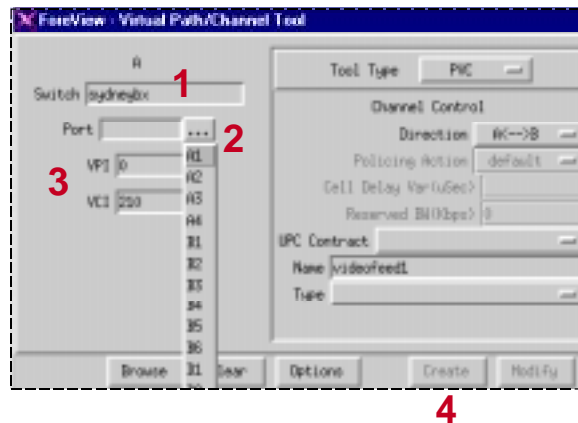 ForeView - Virtual Path/Channel Tool
A
1
Switch sydneybx
Port ...
2
3
VPI 0
VCI 210
A1
A2
A3
A4
B1
B2
B3
B4
B5
B6
Tool Type PVC
Channel Control
Direction A<-->B
Policing Action default
Cell Delay Var(uSec)
Reserved BW(Kbps) 0
UPC Contract
Name videofeed1
Type
Browse
Clear
Options
Create
Modify
4